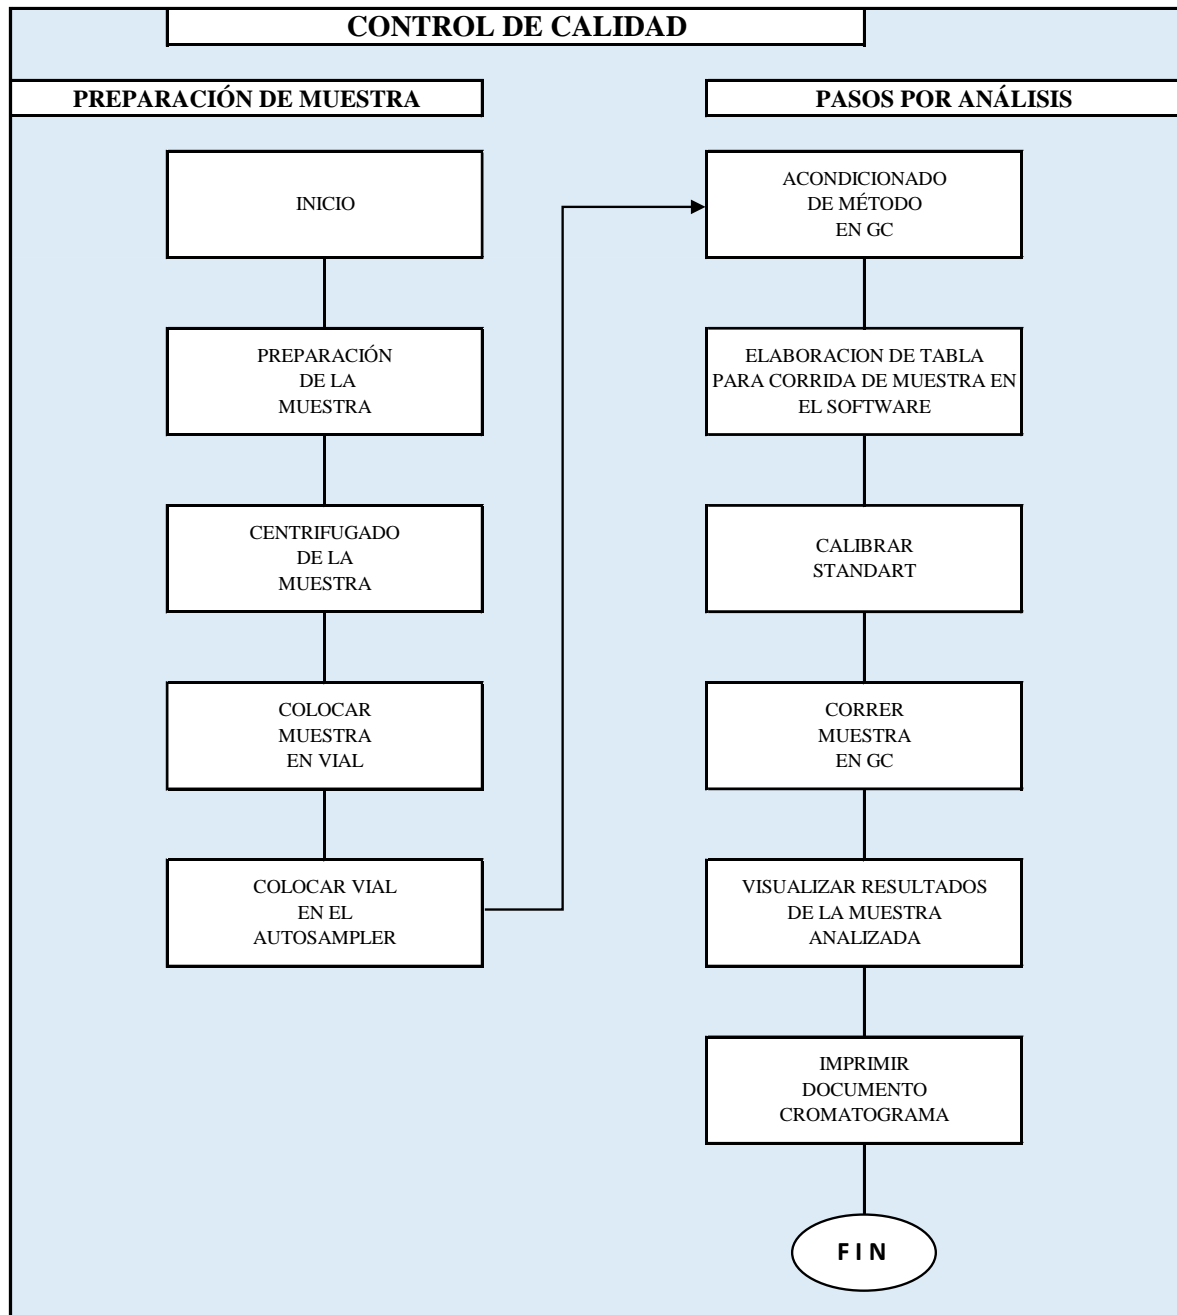 CONTROL DE CALIDAD
PREPARACIÓN DE MUESTRA
INICIO
PREPARACIÓN
DE LA
MUESTRA
CENTRIFUGADO
DE LA
MUESTRA
COLOCAR
MUESTRA
EN VIAL
COLOCAR VIAL
EN EL
AUTOSAMPLER
PASOS POR ANÁLISIS
ACONDICIONADO
DE MÉTODO
EN GC
ELABORACION DE TABLA
PARA CORRIDA DE MUESTRA EN
EL SOFTWARE
CALIBRAR
STANDART
CORRER
MUESTRA
EN GC
VISUALIZAR RESULTADOS
DE LA MUESTRA
ANALIZADA
IMPRIMIR
DOCUMENTO
CROMATOGRAMA
F I N